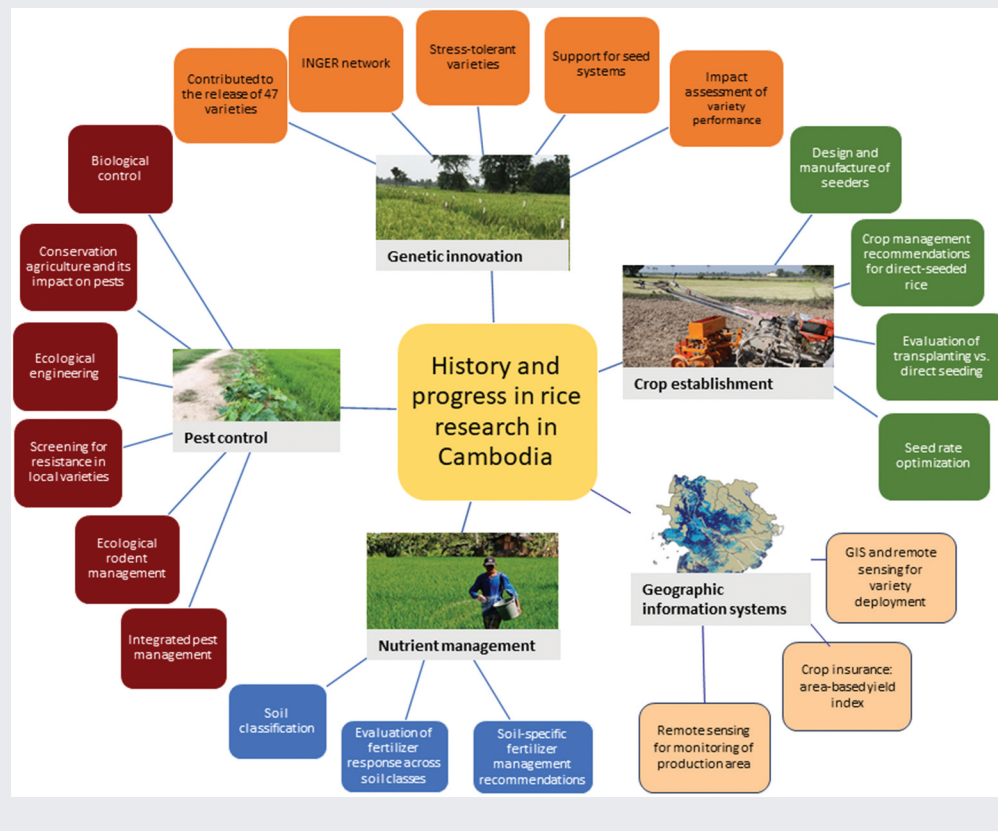 Contributed to
the release of 47
varieties
INGER network
Stress-tolerant
varieties
Support for seed
systems
Impact
assessment of
variety
performance
Genetic innovation
Design and
manufacture of
seeders
Crop management
recommendations
for direct-seeded
rice
Evaluation of
transplanting vs.
direct seeding
Seed rate
optimization
Crop establishment
Biological
control
Conservation
agriculture and its
impact on pests
Ecological
engineering
Screening for
resistance in
local varieties
Ecological
rodent
management
Integrated pest
management
Pest control
History and
progress in rice
research in
Cambodia
Nutrient management
Soil
classification
Evaluation of
fertilizer
response across
soil classes
Soil-specific
fertilizer
management
recommendations
Geographic
information systems
GIS and remote
sensing for
variety
deployment
Crop insurance:
area-based yield
index
Remote sensing
for monitoring of
production area